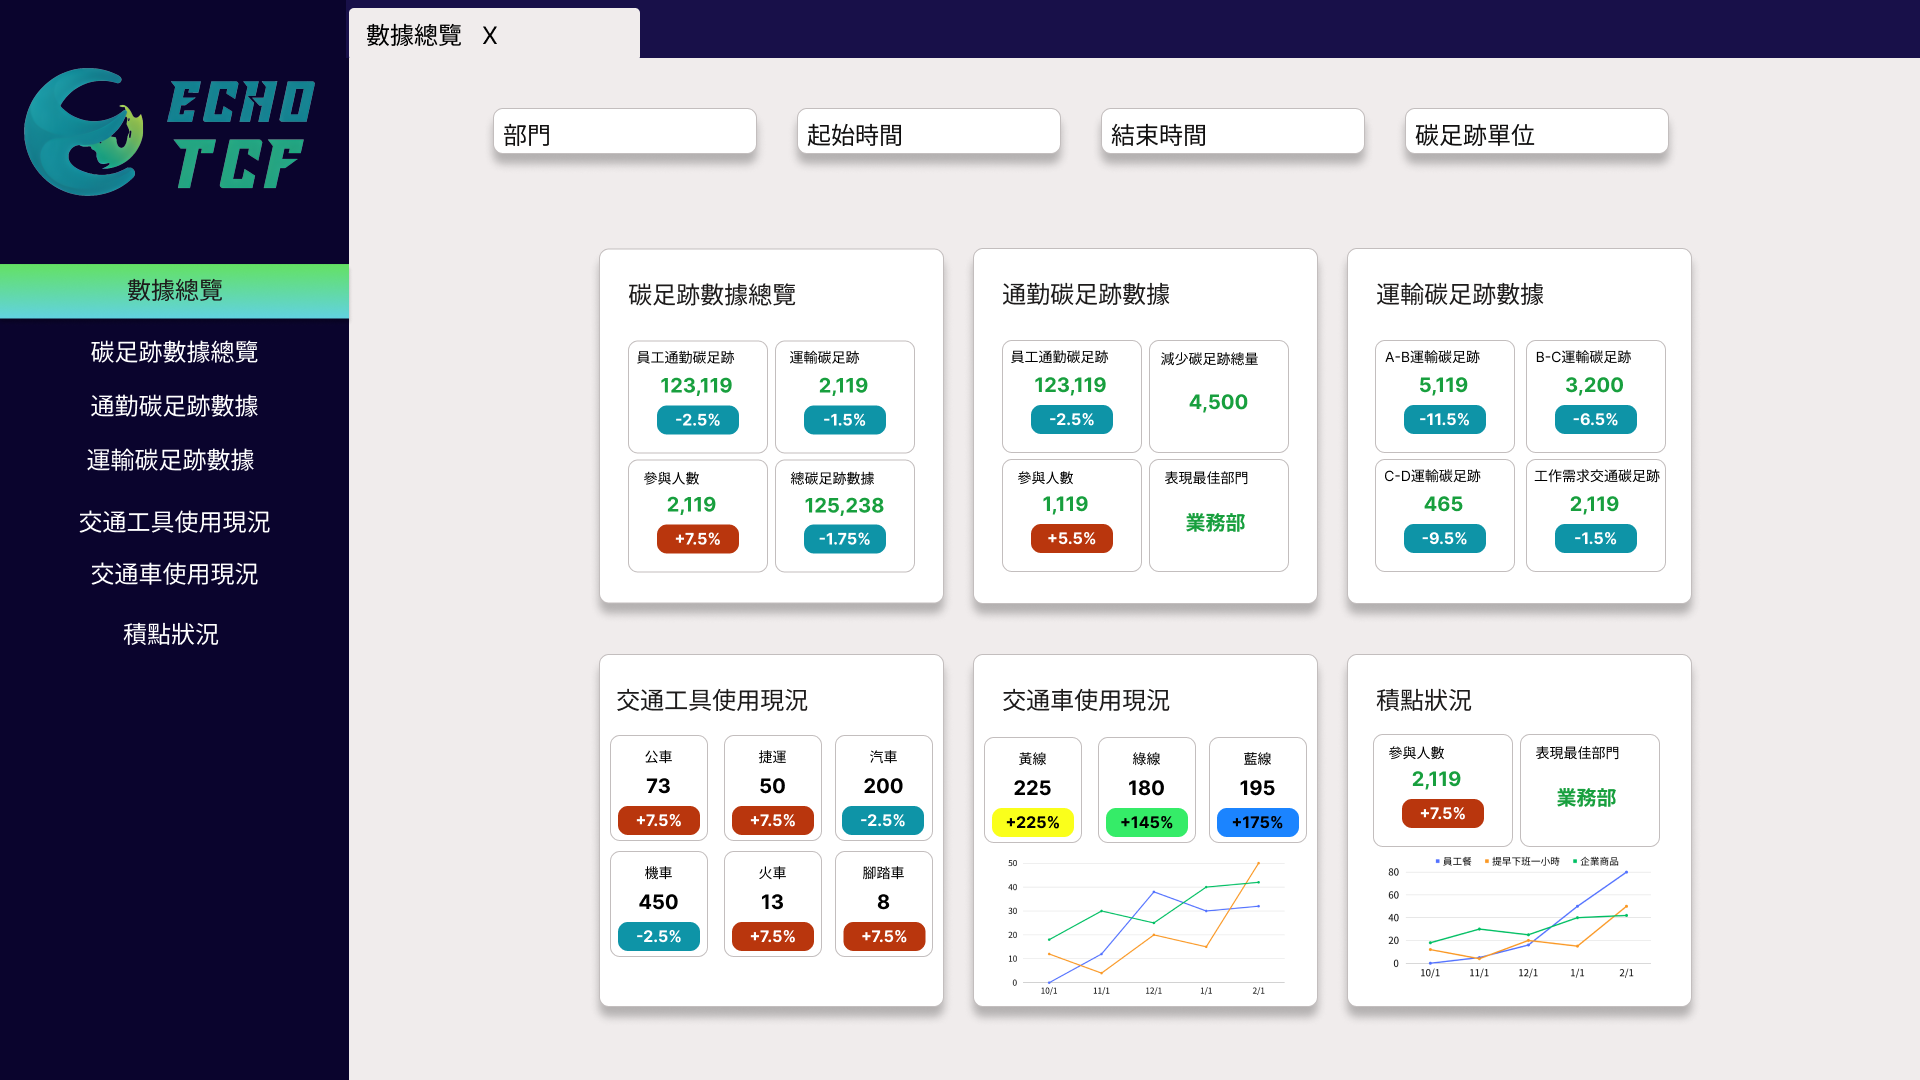 數據總覽 X
ECHO
TCF
數據總覽
碳足跡數據總覽
通勤碳足跡數據
運輸碳足跡數據
交通工具使用現況
交通車使用現況
積點狀況
部門
起始時間
結束時間
碳足跡單位
碳足跡數據總覽
員工通勤碳足跡
123,119
-2.5%
運輸碳足跡
2,119
-1.5%
參與人數
2,119
+7.5%
總碳足跡數據
125,238
-1.75%
通勤碳足跡數據
員工通勤碳足跡
123,119
-2.5%
減少碳足跡總量
4,500
參與人數
1,119
+5.5%
表現最佳部門
業務部
運輸碳足跡數據
A-B運輸碳足跡
5,119
-11.5%
B-C運輸碳足跡
3,200
-6.5%
C-D運輸碳足跡
465
-9.5%
工作需求交通碳足跡
2,119
-1.5%
交通工具使用現況
公車
73
+7.5%
捷運
50
+7.5%
汽車
200
-2.5%
機車
450
-2.5%
火車
13
+7.5%
腳踏車
8
+7.5%
交通車使用現況
黃線
225
+225%
綠線
180
+145%
藍線
195
+175%
50
40
30
20
10
0
10/1 11/1 12/1 1/1 2/1
積點狀況
參與人數
2,119
+7.5%
表現最佳部門
業務部
員工餐 提早下班一小時 企業商品
80
60
40
20
0
10/1 11/1 12/1 1/1 2/1